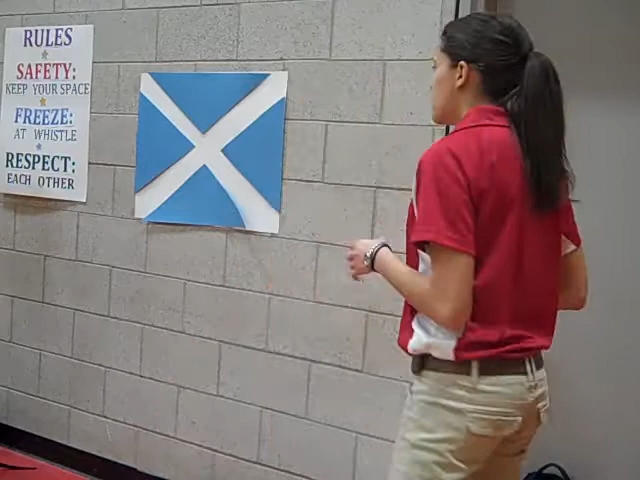 RULES
SAFETY:
KEEP YOUR SPACE
FREEZE:
AT WHISTLE
RESPECT:
EACH OTHER